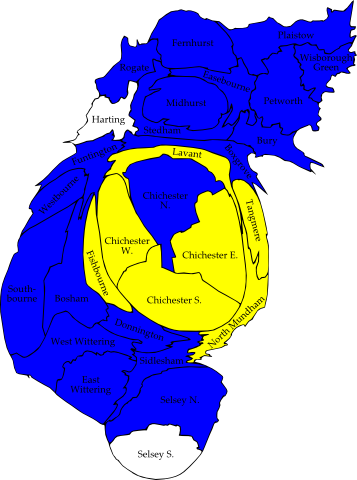 Plaistow
Fernhurst
Wisborough
Green
Rogate
Easebourne
Midhurst
Petworth
Harting
Stedham
Bury
Lavant
Funtington
Boxgrove
Westbourne
Chichester
N.
Tangmere
Chichester
W.
Chichester E.
Fishbourne
South-
bourne
Bosham
Chichester S.
North Mundham
Donnington
West Wittering
Sidlesham
East
Wittering
Selsey N.
Selsey S.